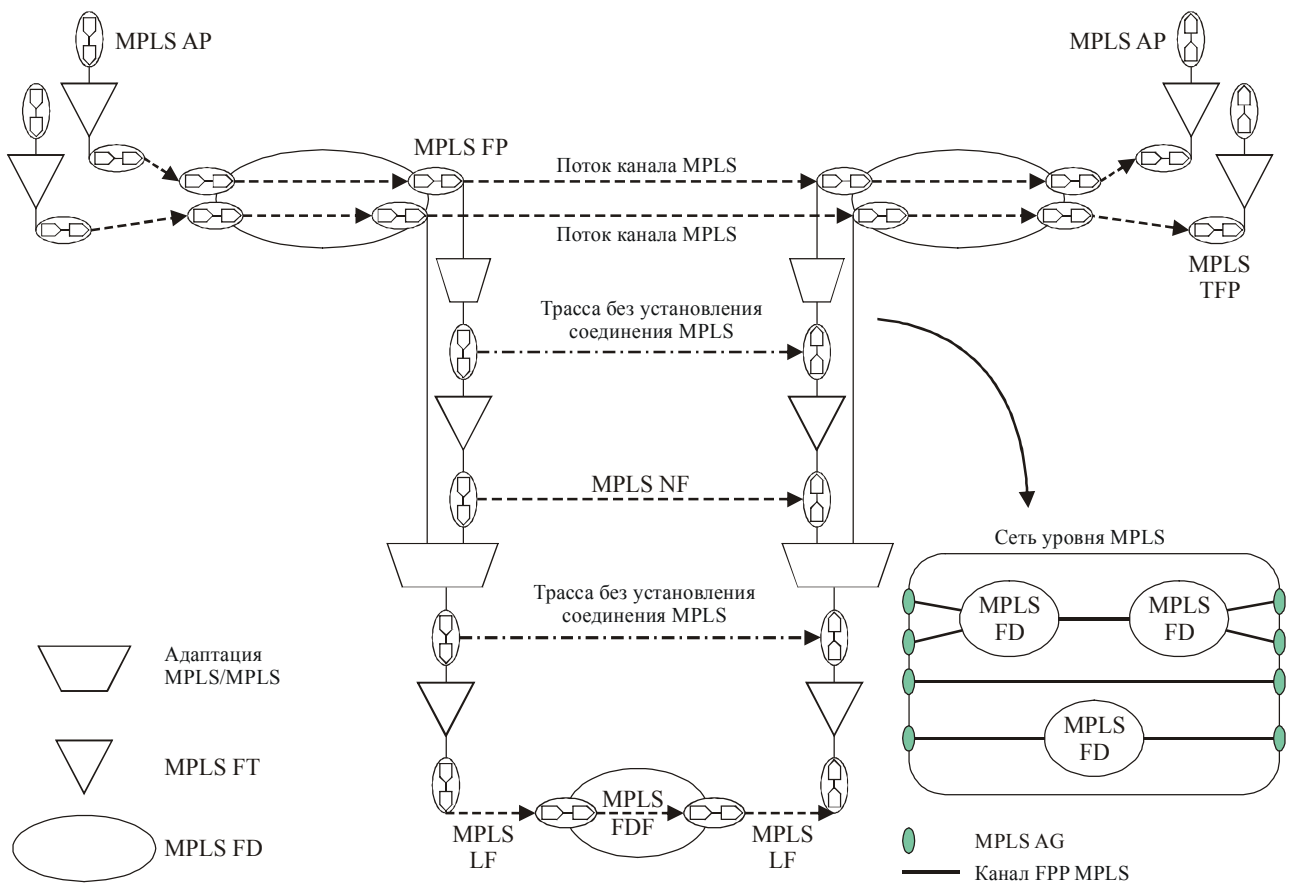 MPLS AP
MPLS AP
MPLS FP
Поток канала MPLS
Поток канала MPLS
MPLS
TFP
Трасса без установления
соединения MPLS
MPLS NF
Сеть уровня MPLS
Трасса без установления
соединения MPLS
MPLS
FD
MPLS
FD
MPLS
FD
Адаптация
MPLS/MPLS
MPLS FT
MPLS FD
MPLS
LF
MPLS
FDF
MPLS
LF
MPLS AG
Канал FPP MPLS